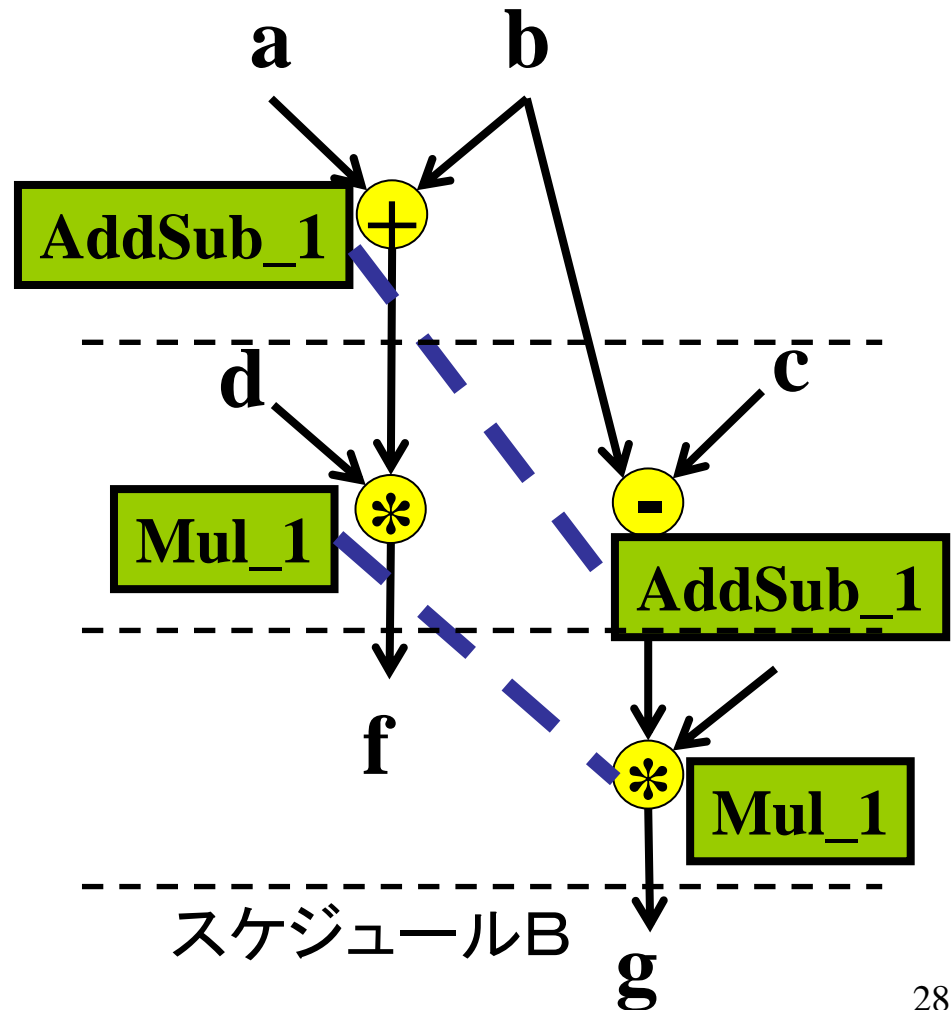 a b
AddSub_1
+
d c
*
-
Mul_1
AddSub_1
f
*
Mul_1
スケジュールB
g
28